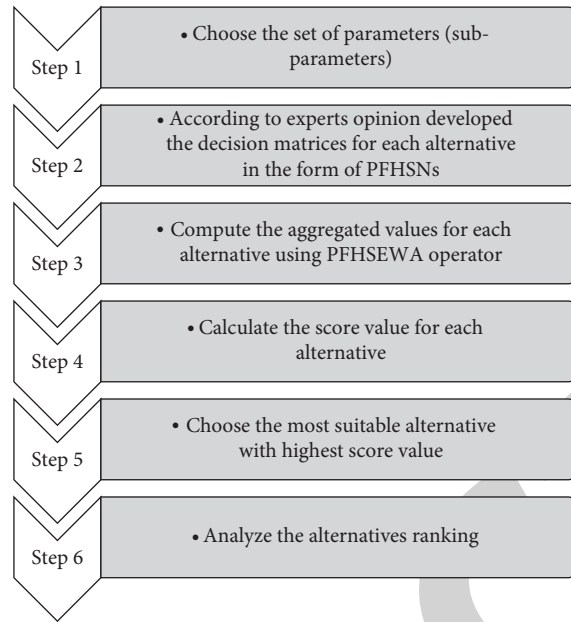 Step 1
• Choose the set of parameters (sub-
parameters)
Step 2
• According to experts opinion developed
the decision matrices for each alternative
in the form of PFHSNs
Step 3
• Compute the aggregated values for each
alternative using PFHSEWA operator
Step 4
• Calculate the score value for each
alternative
Step 5
• Choose the most suitable alternative
with highest score value
Step 6
• Analyze the alternatives ranking